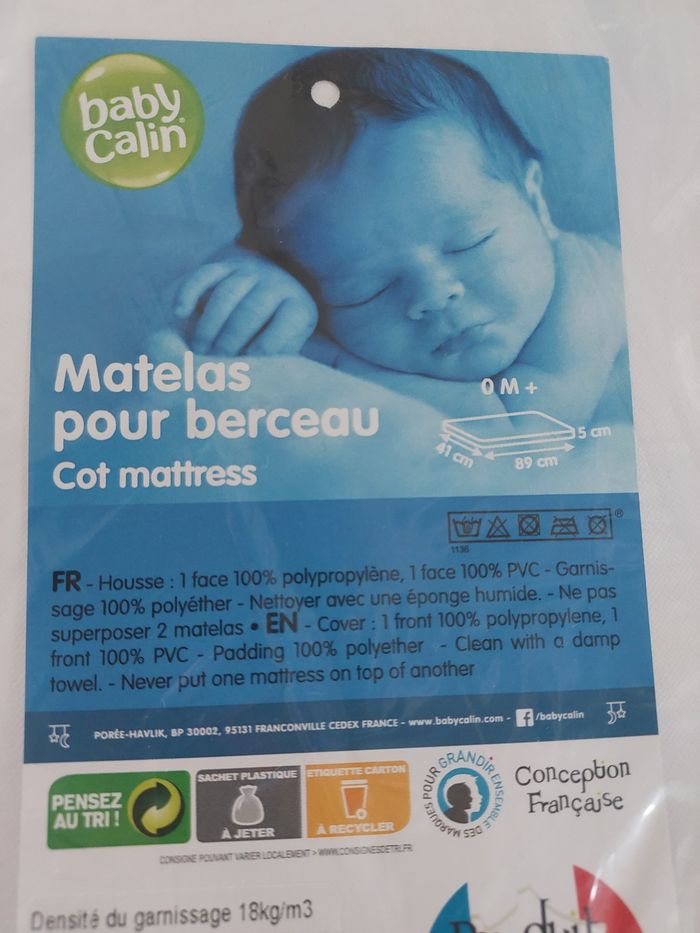 baby
Calin®
Matelas
pour berceau
Cot mattress
0 M +
5 cm
41 cm
89 cm
®
1136
FR - Housse : 1 face 100% polypropylène, 1 face 100% PVC - Garnis-
sage 100% polyéther - Nettoyer avec une éponge humide. - Ne pas
superposer 2 matelas • EN - Cover : 1 front 100% polypropylene, 1
front 100% PVC - Padding 100% polyether - Clean with a damp
towel. - Never put one mattress on top of another
PORÉE-HAVLIK, BP 30002, 95131 FRANCONVILLE CEDEX FRANCE - www.babycalin.com - f /babycalin
PENSEZ
AU TRI !
SACHET PLASTIQUE
À JETER
ETIQUETTE CARTON
À RECYCLER
DES MARQUES POUR GRANDIR ENSEMBLE
Conception
Française
CONSIGNE POUVANT VARIER LOCALEMENT > WWW.CONSIGNESDETRI.FR
Densité du garnissage 18kg/m3